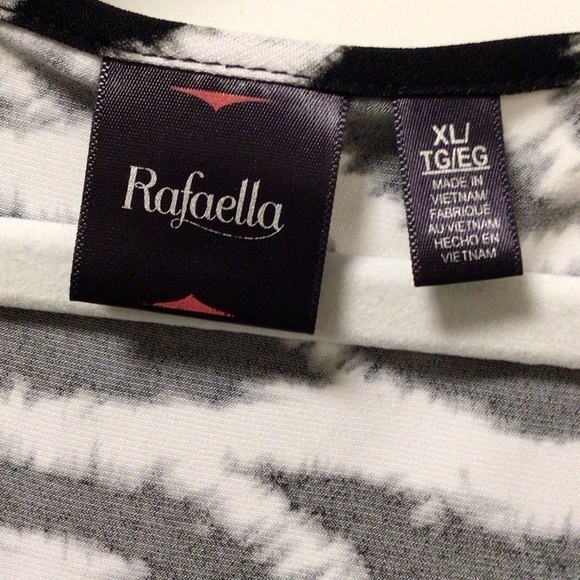 Rafaella
XL/
TG/EG
MADE IN
VIETNAM
FABRIQUÉ
AU VIETNAM
HECHO EN
VIETNAM